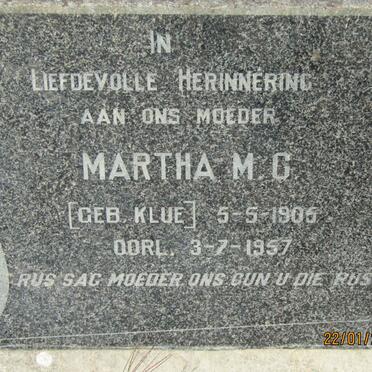 IN
LIEFDEVOLLE HERINNERING
AAN ONS MOEDER
MARTHA M.G.
[GEB. KLUE] 5-5-1906
OORL. 3-7-1957
RUS SAG MOEDER, ONS GUN U DIE RUS
22/01/2